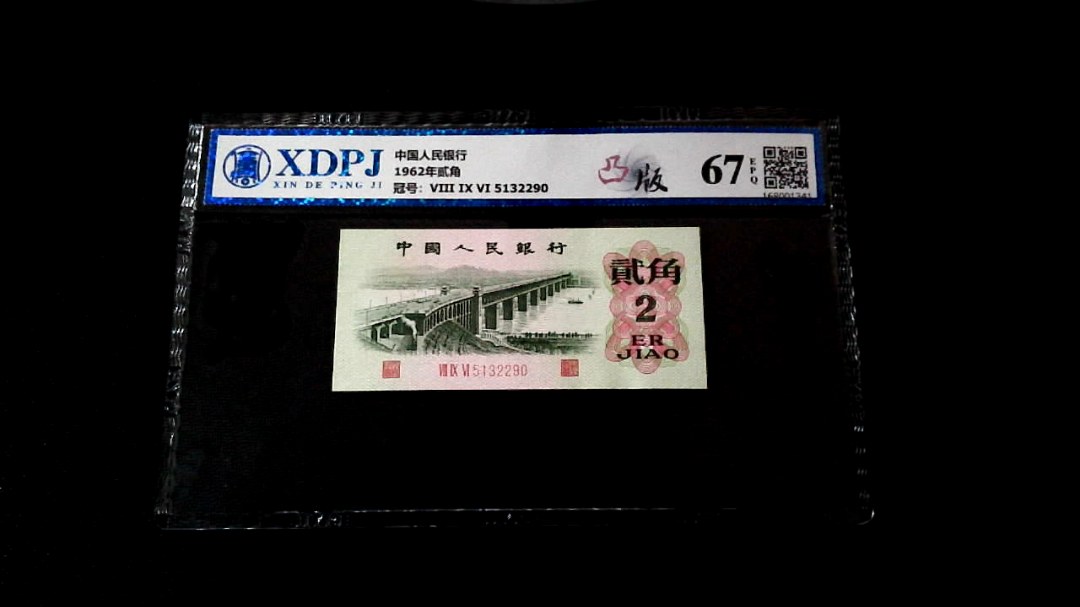 XDPJ
XIN DE PING JI
中国人民银行
1962年贰角
冠号：VIII IX VI 5132290
凸版
67
EPQ
168001341
中國人民銀行
貳角
2
ER
JIAO
VIII IX VI 5132290